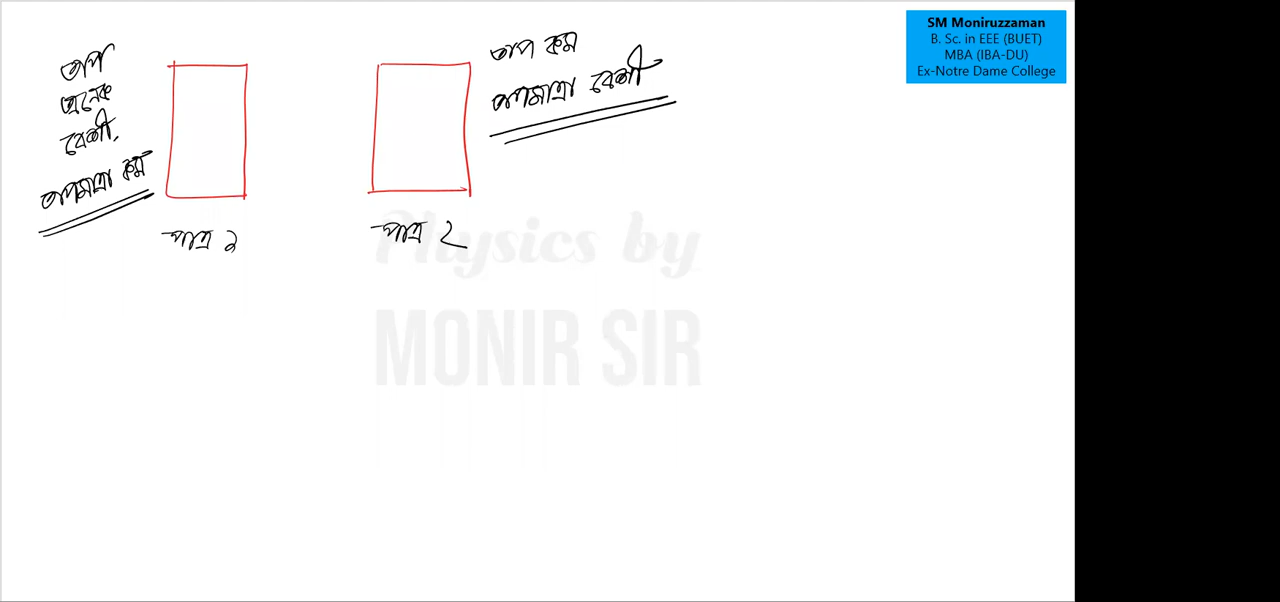 তাপ
অনেক
বেশী,
তাপমাত্রা কম
পাত্র ১
তাপ কম
তাপমাত্রা বেশী
পাত্র ২
SM Moniruzzaman
B. Sc. in EEE (BUET)
MBA (IBA-DU)
Ex-Notre Dame College
Physics by
MONIR SIR